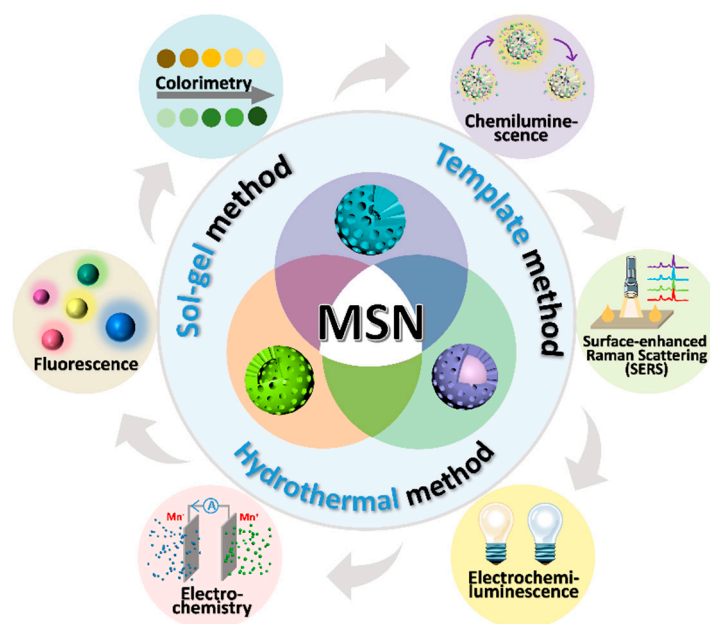 Colorimetry
Chemilumine-
scence
Sol-gel method
Template method
MSN
Fluorescence
Surface-enhanced
Raman Scattering
(SERS)
Hydrothermal method
Mn⁻
A
Mn⁺
Electro-
chemistry
Electrochemi-
luminescence